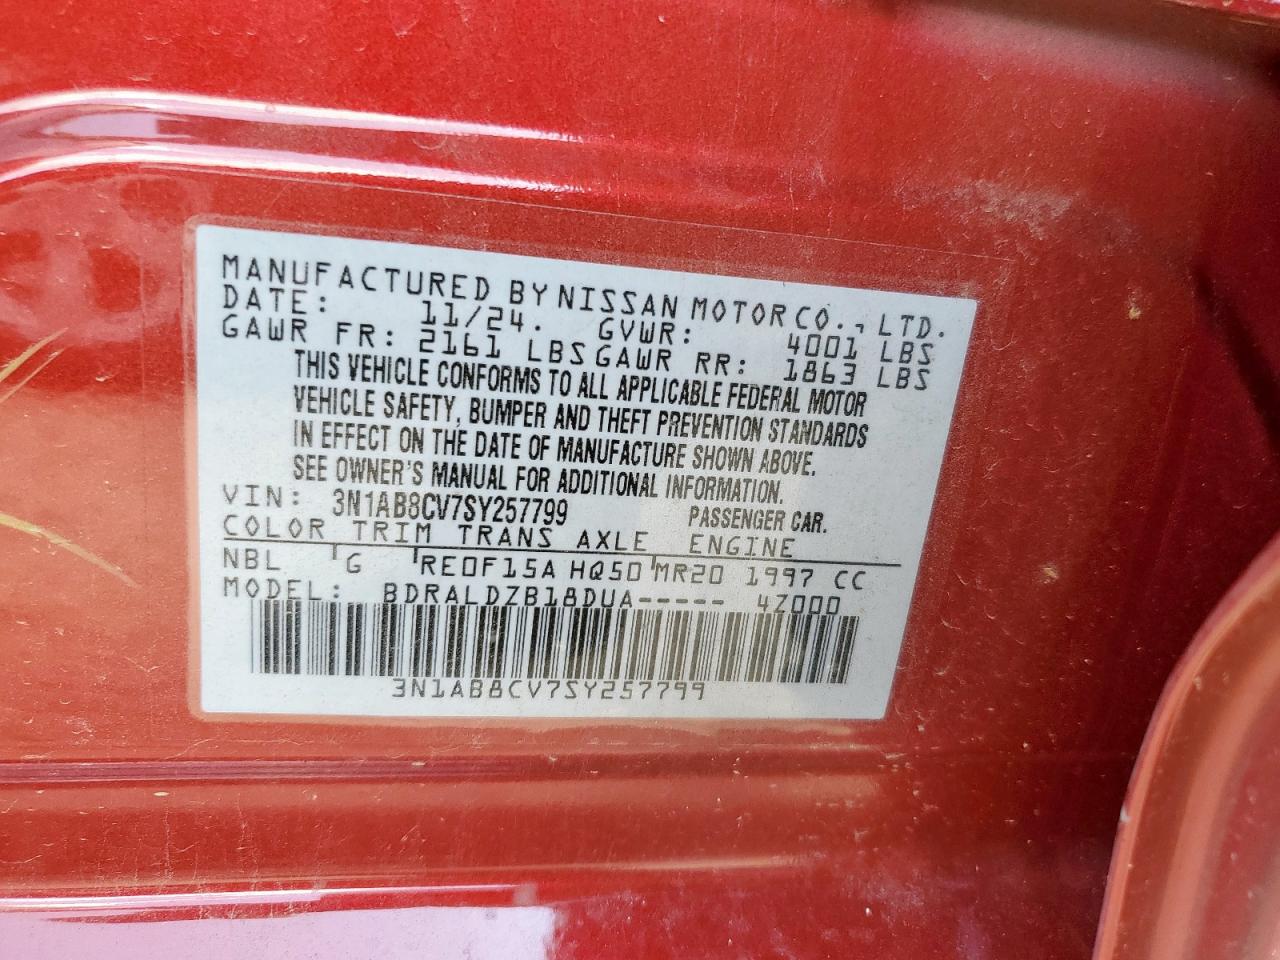 MANUFACTURED BY NISSAN MOTOR CO., LTD.
DATE: 11/24. GVWR: 4001 LBS
GAWR FR: 2161 LBS GAWR RR: 1863 LBS
THIS VEHICLE CONFORMS TO ALL APPLICABLE FEDERAL MOTOR
VEHICLE SAFETY, BUMPER AND THEFT PREVENTION STANDARDS
IN EFFECT ON THE DATE OF MANUFACTURE SHOWN ABOVE.
SEE OWNER'S MANUAL FOR ADDITIONAL INFORMATION.
VIN: 3N1AB8CV7SY257799 PASSENGER CAR.
COLOR TRIM TRANS AXLE ENGINE
NBL G RE0F15A HQ50 MR20 1997 CC
MODEL: BDRALDZB18DUA----- 4Z000
3N1AB8CV7SY257799